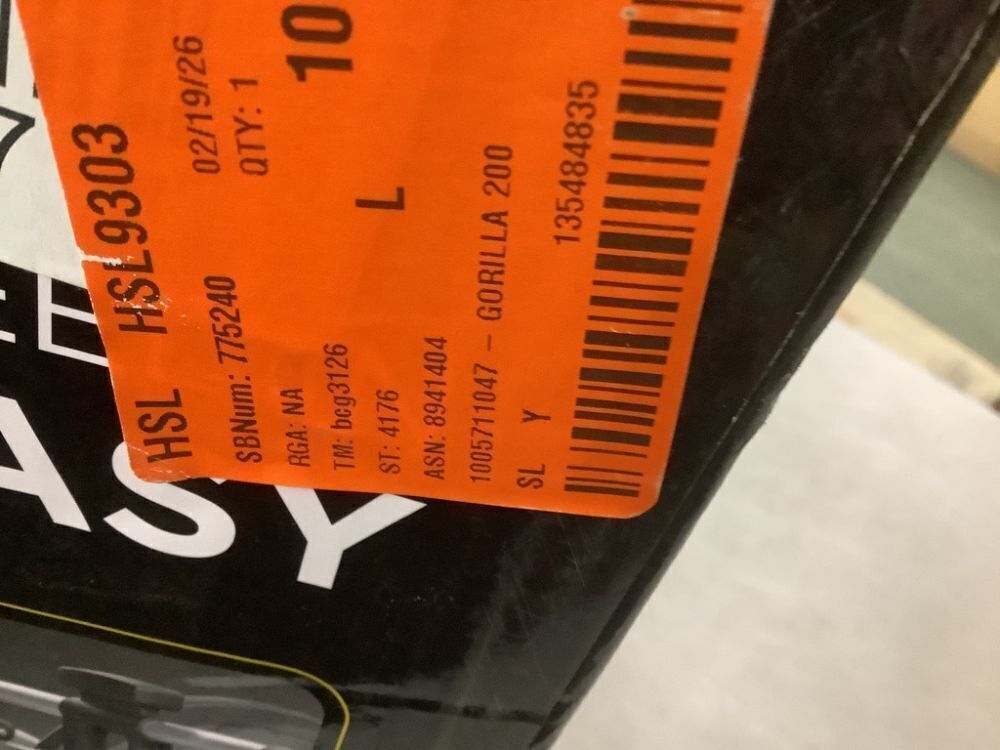 HSL HSL9303
SBNum: 775240 02/19/26
RGA: NA QTY: 1
TM: bcg3126 10
ST: 4176 L
ASN: 8941404
1005711047 – GORILLA 200
SL Y 135484835
ASY